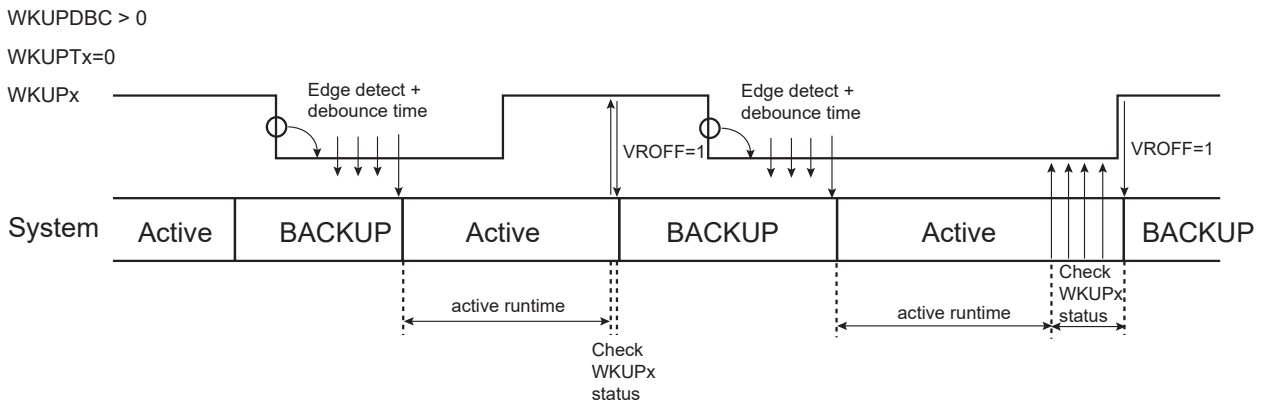 WKUPDBC > 0
WKUPTx=0
WKUPx
Edge detect +
debounce time
VROFF=1
Edge detect +
debounce time
VROFF=1
System
Active
BACKUP
Active
BACKUP
Active
BACKUP
active runtime
Check
WKUPx
status
active runtime
Check
WKUPx
status